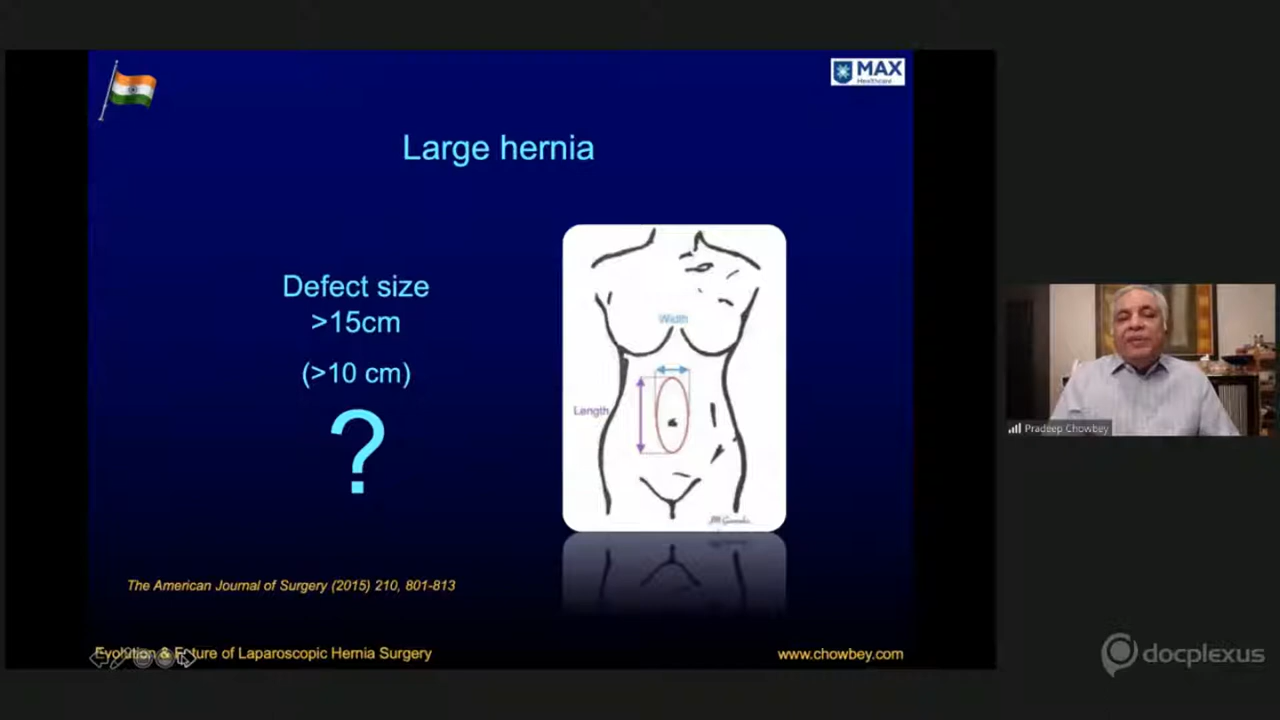 MAX
Healthcare
Large hernia
Defect size
>15cm
(>10 cm)
?
Width
Length
The American Journal of Surgery (2015) 210, 801-813
Evolution & Future of Laparoscopic Hernia Surgery
www.chowbey.com
Pradeep Chowbey
docplexus